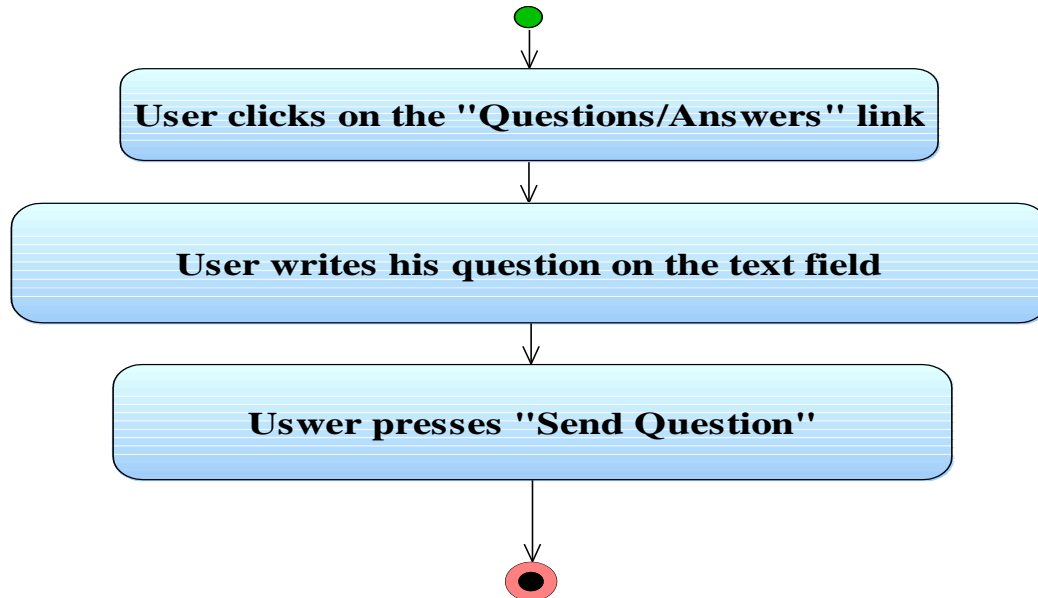 User clicks on the "Questions/Answers" link
User writes his question on the text field
Uswer presses "Send Question"